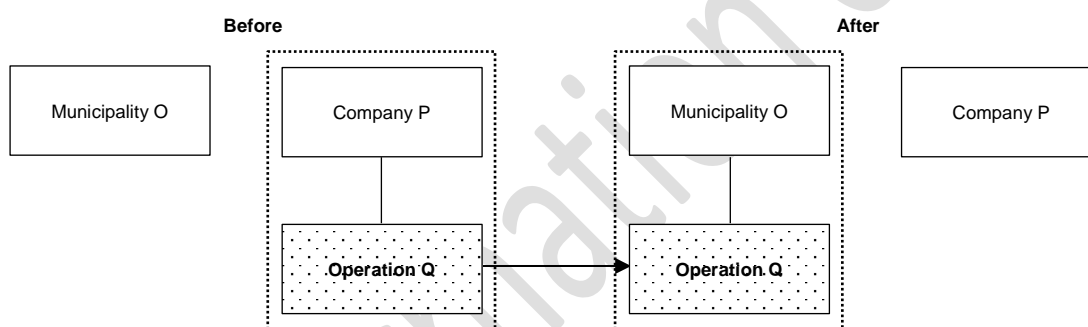 Before After
Municipality O Company P Municipality O Company P
Operation Q Operation Q